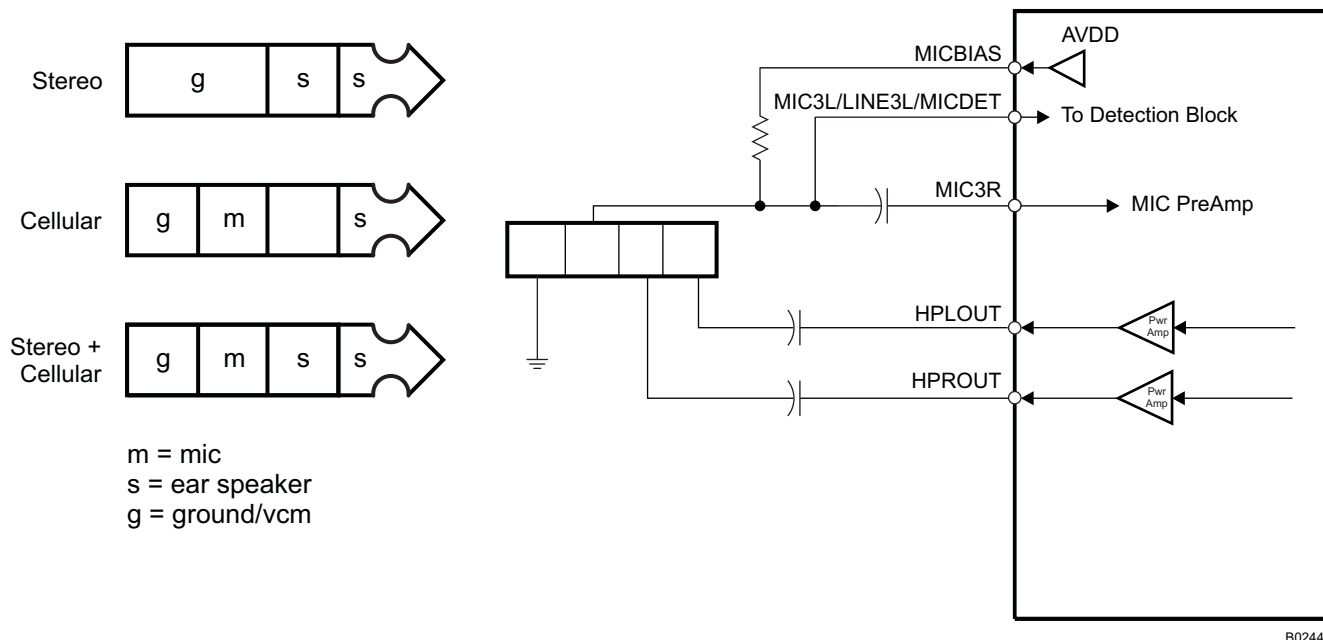 Stereo
g s s
Cellular
g m s
Stereo +
Cellular
g m s s
m = mic
s = ear speaker
g = ground/vcm
AVDD
MICBIAS
MIC3L/LINE3L/MICDET
To Detection Block
MIC3R
MIC PreAmp
HPLOUT
Pwr
Amp
HPROUT
Pwr
Amp
B0244